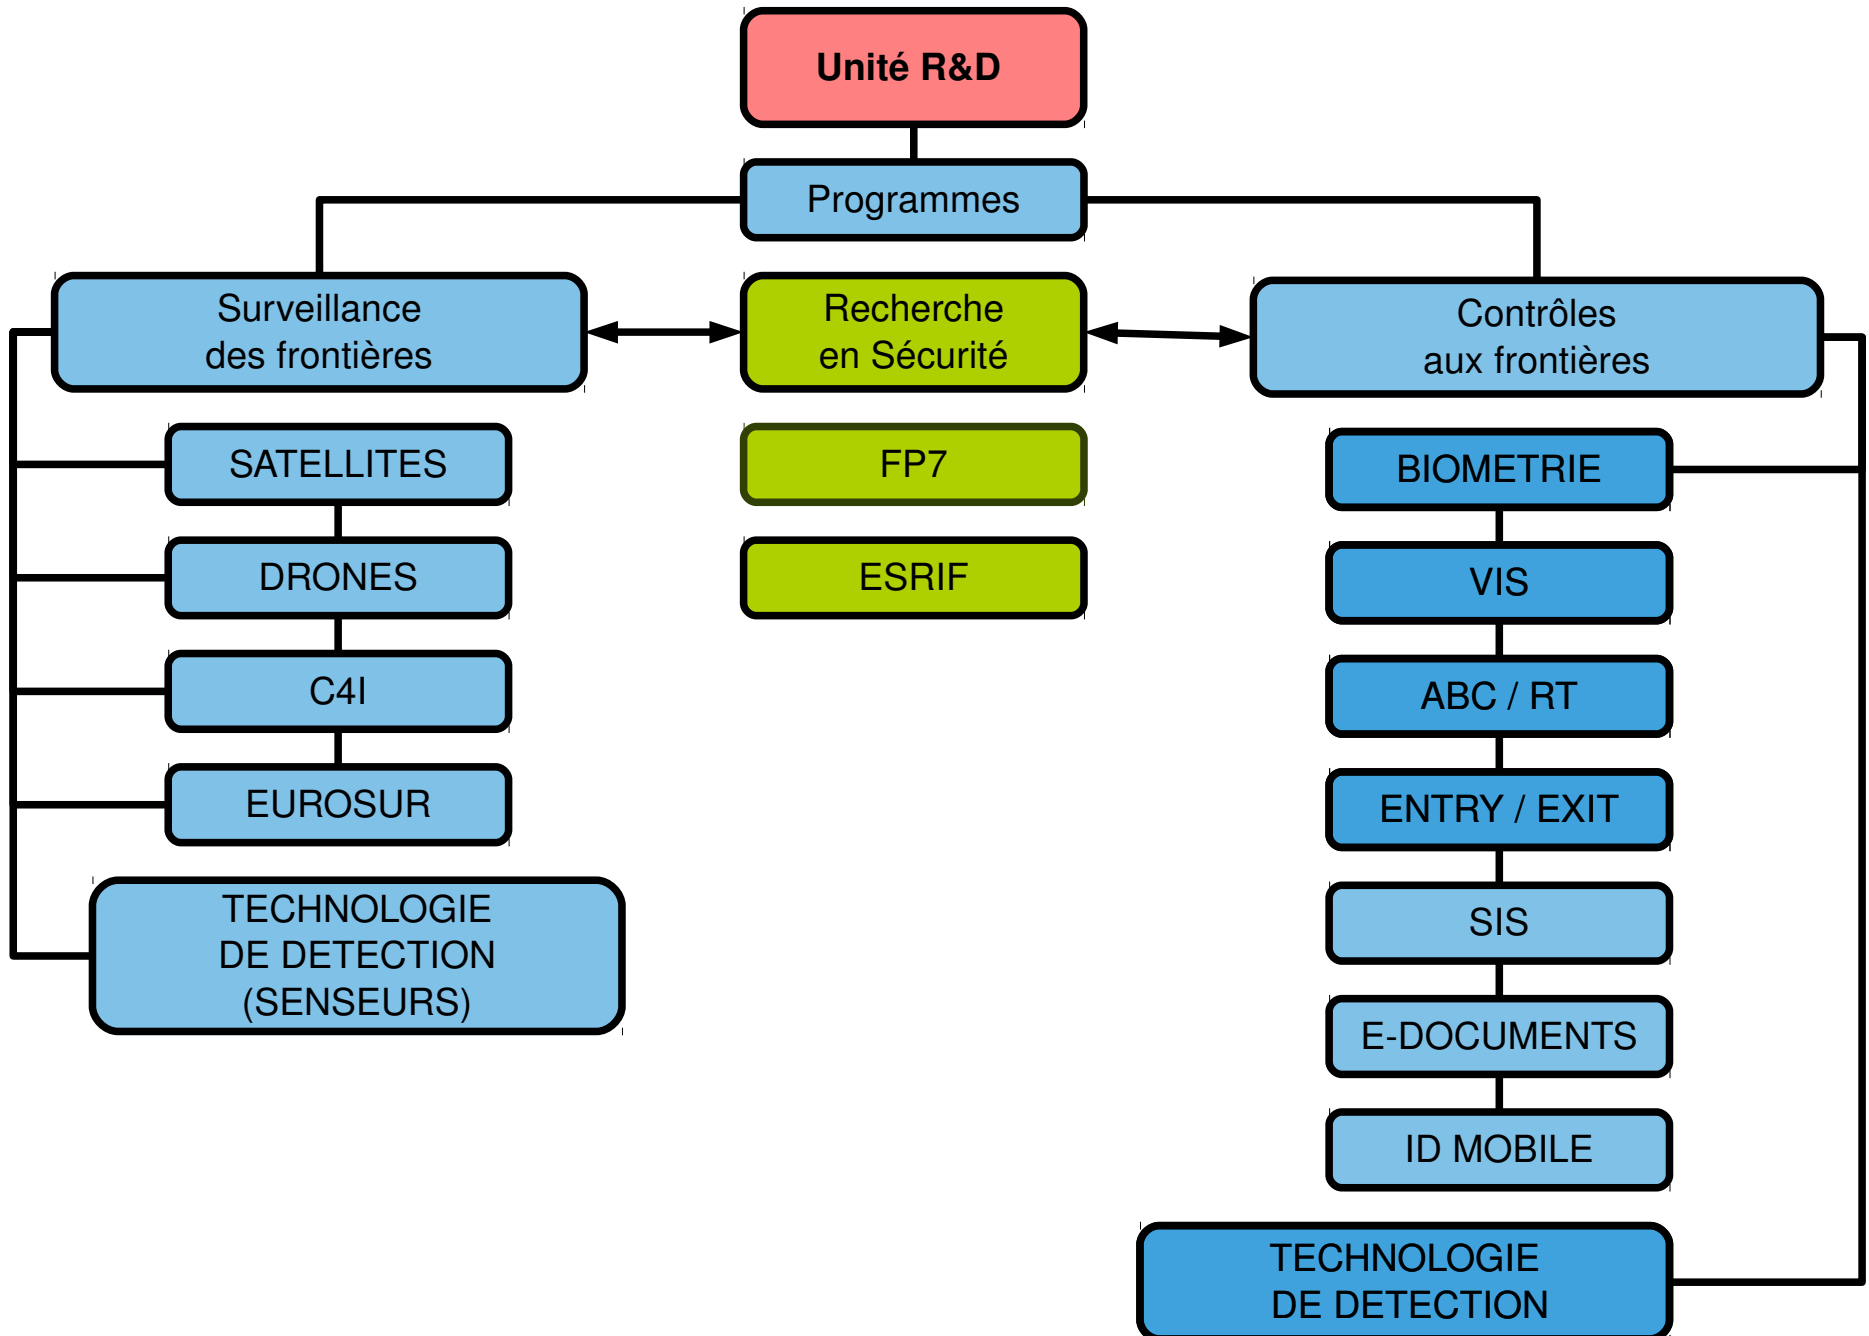 Unité R&D
Programmes
Surveillance
des frontières
Recherche
en Sécurité
Contrôles
aux frontières
SATELLITES
DRONES
C4I
EUROSUR
TECHNOLOGIE
DE DETECTION
(SENSEURS)
FP7
ESRIF
BIOMETRIE
VIS
ABC / RT
ENTRY / EXIT
SIS
E-DOCUMENTS
ID MOBILE
TECHNOLOGIE
DE DETECTION